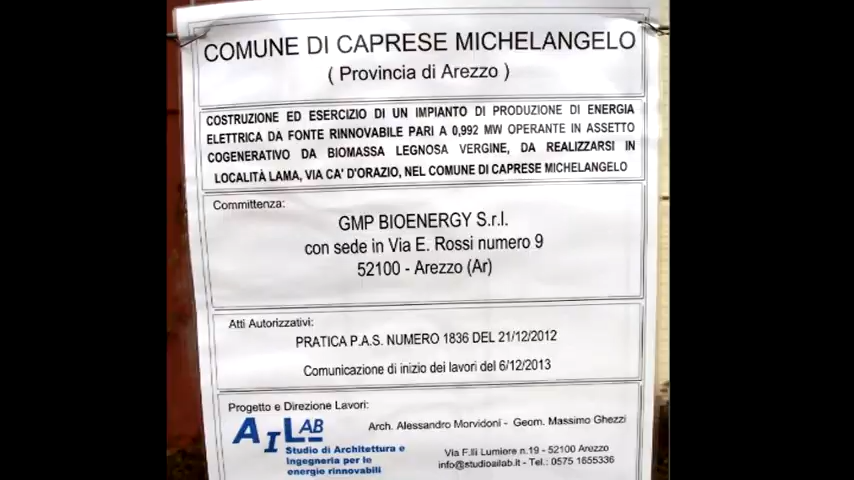 COMUNE DI CAPRESE MICHELANGELO
( Provincia di Arezzo )
COSTRUZIONE ED ESERCIZIO DI UN IMPIANTO DI PRODUZIONE DI ENERGIA
ELETTRICA DA FONTE RINNOVABILE PARI A 0,992 MW OPERANTE IN ASSETTO
COGENERATIVO DA BIOMASSA LEGNOSA VERGINE, DA REALIZZARSI IN
LOCALITÀ LAMA, VIA CA' D'ORAZIO, NEL COMUNE DI CAPRESE MICHELANGELO
Committenza:
GMP BIOENERGY S.r.l.
con sede in Via E. Rossi numero 9
52100 - Arezzo (Ar)
Atti Autorizzativi:
PRATICA P.A.S. NUMERO 1836 DEL 21/12/2012
Comunicazione di inizio dei lavori del 6/12/2013
Progetto e Direzione Lavori:
AILAB
Studio di Architettura e
Ingegneria per le
energie rinnovabili
Arch. Alessandro Morvidoni - Geom. Massimo Ghezzi
Via F.lli Lumiere n.19 - 52100 Arezzo
info@studioailab.it - Tel.: 0575 1655336